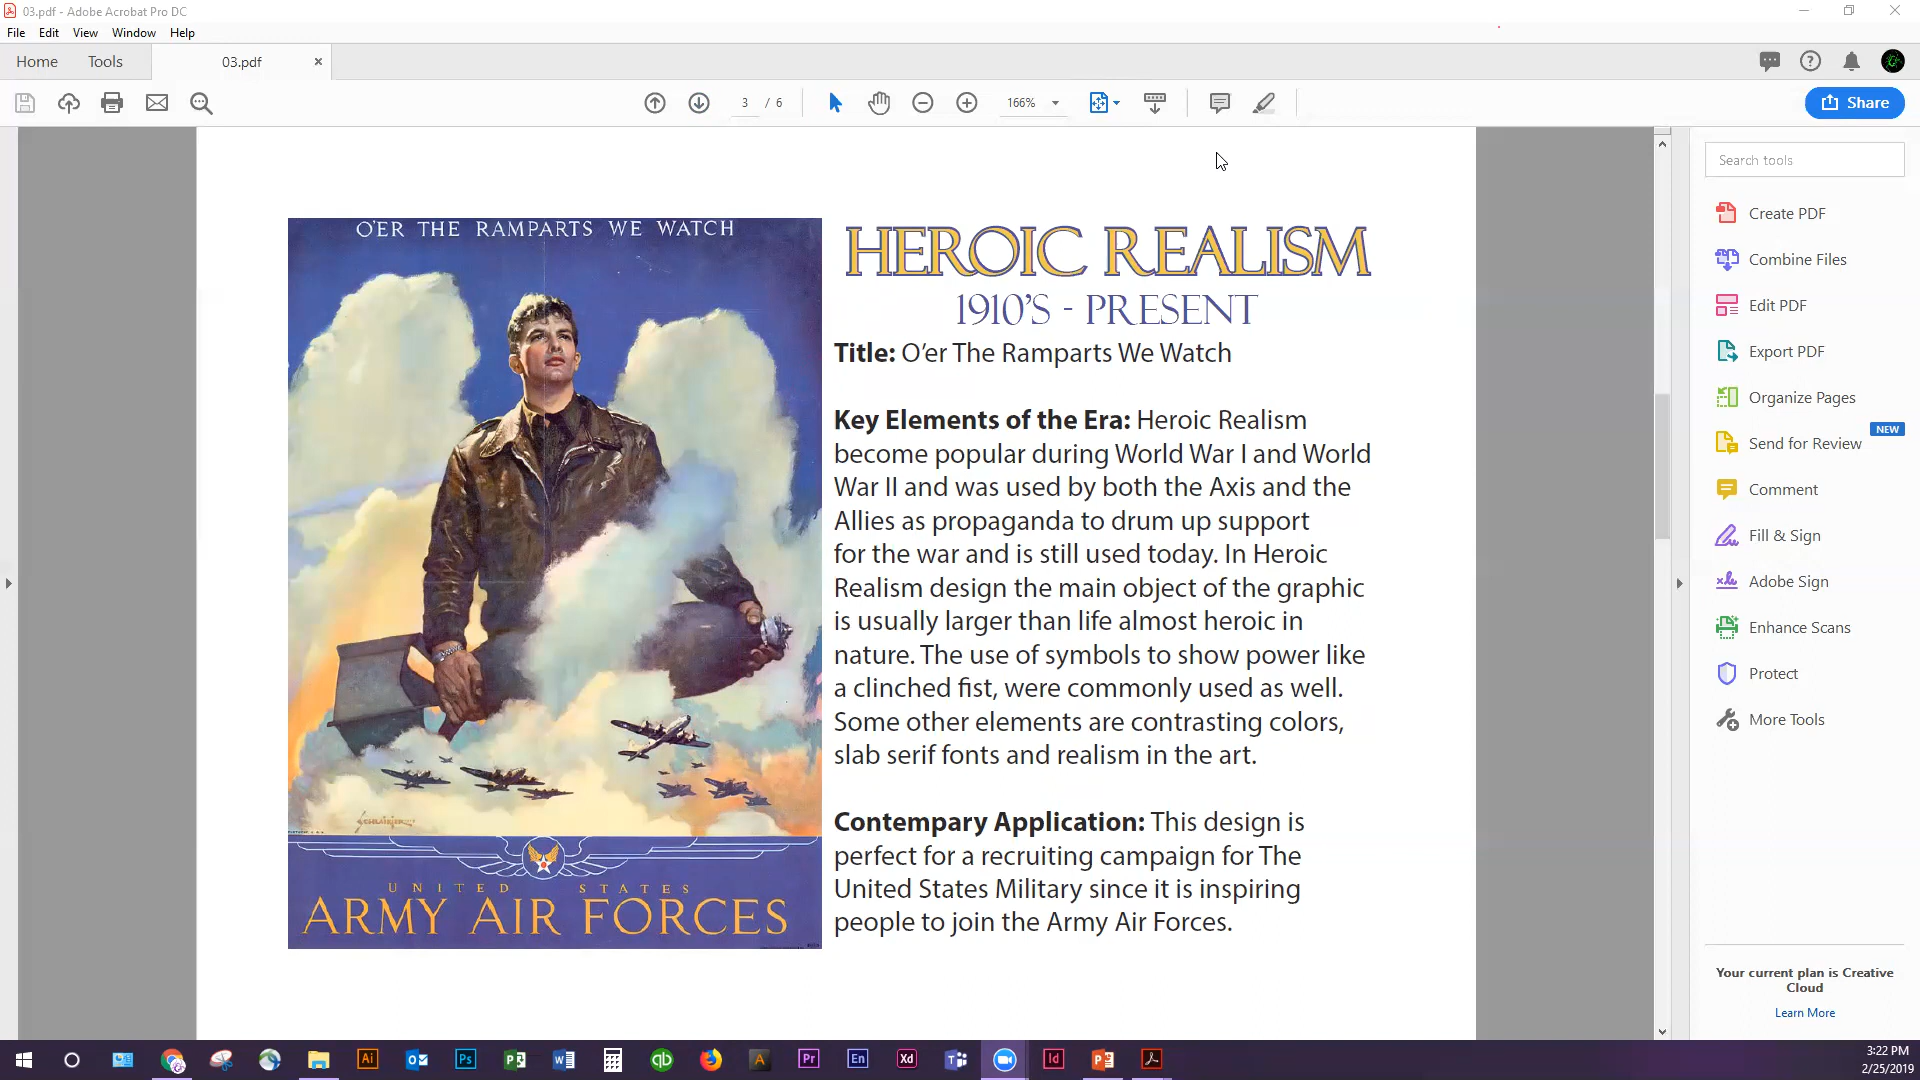 03.pdf - Adobe Acrobat Pro DC
File Edit View Window Help
Home Tools 03.pdf
3 / 6 166% Share
O'ER THE RAMPARTS WE WATCH
UNITED STATES
ARMY AIR FORCES
HEROIC REALISM
1910'S - PRESENT
Title: O'er The Ramparts We Watch
Key Elements of the Era: Heroic Realism
become popular during World War I and World
War II and was used by both the Axis and the
Allies as propaganda to drum up support
for the war and is still used today. In Heroic
Realism design the main object of the graphic
is usually larger than life almost heroic in
nature. The use of symbols to show power like
a clinched fist, were commonly used as well.
Some other elements are contrasting colors,
slab serif fonts and realism in the art.
Contempary Application: This design is
perfect for a recruiting campaign for The
United States Military since it is inspiring
people to join the Army Air Forces.
Search tools
Create PDF
Combine Files
Edit PDF
Export PDF
Organize Pages
NEW
Send for Review
Comment
Fill & Sign
Adobe Sign
Enhance Scans
Protect
More Tools
Your current plan is Creative
Cloud
Learn More
Ai Ps Pr En Xd Id
3:22 PM
2/25/2019